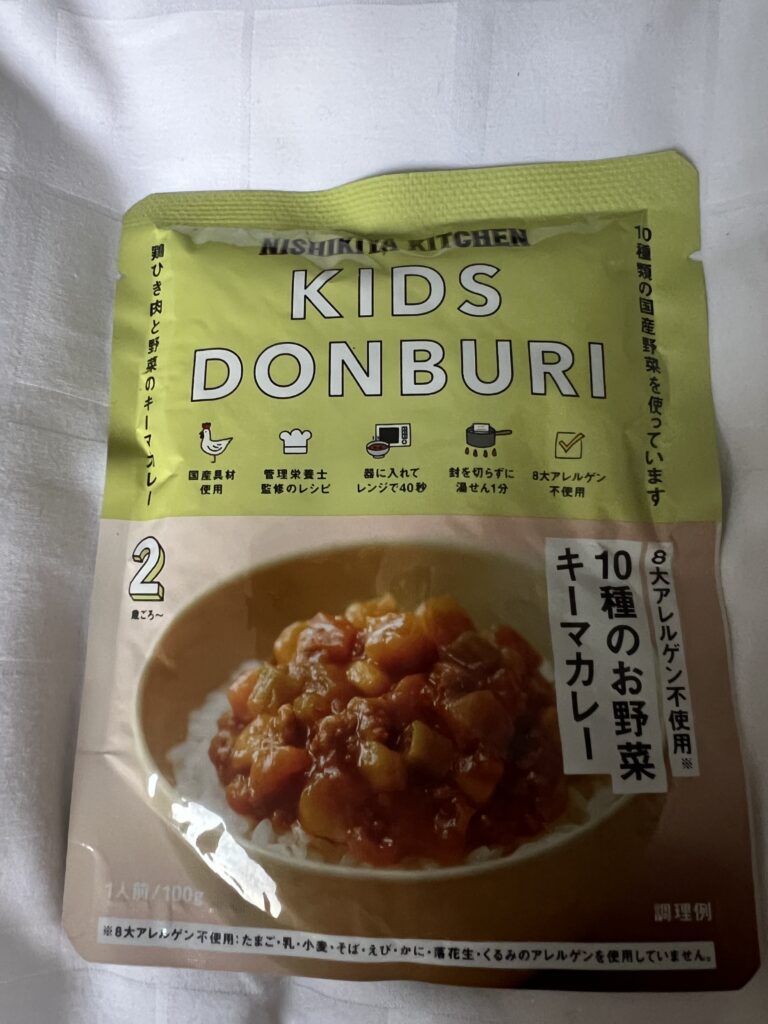 NISHIKIYA KITCHEN
KIDS
DONBURI
鶏ひき肉と野菜のキーマカレー
10種類の国産野菜を使っています
国産具材
使用
管理栄養士
監修のレシピ
器に入れて
レンジで40秒
封を切らずに
湯せん1分
8大アレルゲン
不使用
2
歳ごろ〜
8大アレルゲン不使用※
10種のお野菜
キーマカレー
1人前/100g
調理例
※8大アレルゲン不使用:たまご・乳・小麦・そば・えび・かに・落花生・くるみのアレルゲンを使用していません。